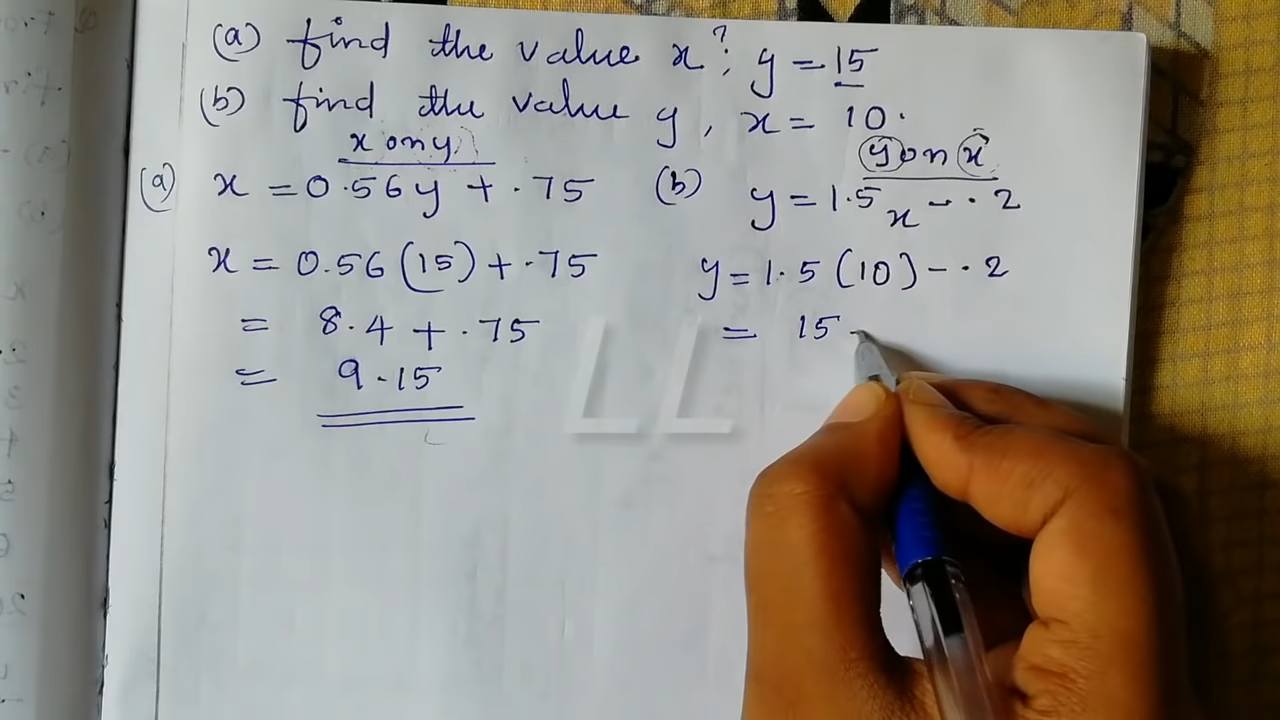 (a) find the value x? ; y = 15
(b) find the value y, x = 10.
x on y
(a) x = 0.56y + .75
x = 0.56 (15) + .75
= 8.4 + .75
= 9.15
y on x
(b) y = 1.5x - .2
y = 1.5 (10) - .2
= 15 -
LL